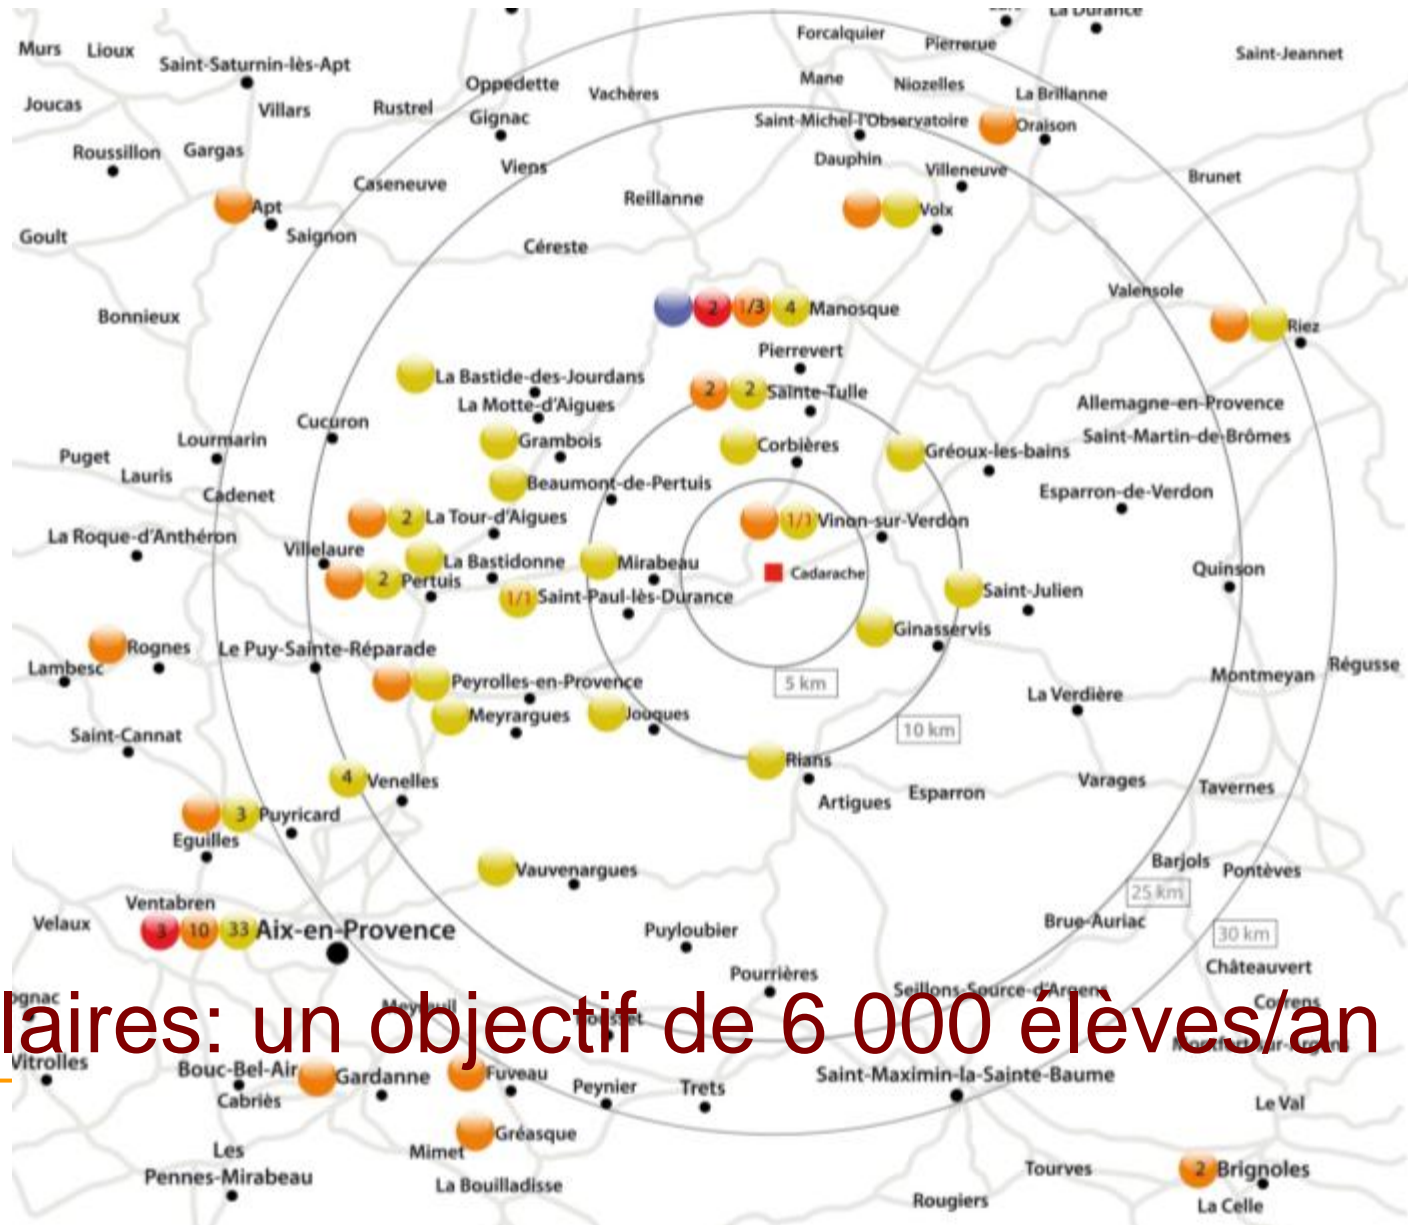 La Durance
Forcalquier
Pierrerue
Murs
Lioux
Saint-Jeannet
Saint-Saturnin-lès-Apt
Oppedette
Vachères
Mane
Niozelles
La Brillanne
Joucas
Villars
Rustrel
Gignac
Saint-Michel-l'Observatoire
Oraison
Roussillon
Gargas
Viens
Dauphin
Villeneuve
Caseneuve
Reillanne
Brunet
Apt
Volx
Goult
Saignon
Céreste
Valensole
2 1/3 4 Manosque
Bonnieux
Riez
Pierrevert
La Bastide-des-Jourdans
2 2 Sainte-Tulle
La Motte-d'Aigues
Allemagne-en-Provence
Cucuron
Lourmarin
Grambois
Corbières
Gréoux-les-bains
Saint-Martin-de-Brômes
Puget
Lauris
Beaumont-de-Pertuis
Cadenet
Esparron-de-Verdon
2 La Tour-d'Aigues
1/1 Vinon-sur-Verdon
La Roque-d'Anthéron
Villelaure
La Bastidonne
Mirabeau
Cadarache
Quinson
2 Pertuis
1/1 Saint-Paul-lès-Durance
Saint-Julien
Ginasservis
Rognes
Le Puy-Sainte-Réparade
Lambesc
Régusse
Montmeyan
Peyrolles-en-Provence
5 km
La Verdière
Meyrargues
Jouques
10 km
Saint-Cannat
Rians
4 Venelles
Varages
Tavernes
Esparron
Artigues
3 Puyricard
Eguilles
Vauvenargues
Barjols
Pontèves
25 km
Ventabren
Velaux
3 10 33 Aix-en-Provence
Puyloubier
Brue-Auriac
30 km
Pourrières
Châteauvert
Seillons-Source-d'Argens
ognac
Meyreuil
Correns
laires: un objectif de 6 000 élèves/an
Montfort-sur-Argens
Vitrolles
Bouc-Bel-Air
Gardanne
Fuveau
Peynier
Trets
Saint-Maximin-la-Sainte-Baume
Cabriès
Le Val
Gréasque
Les
Pennes-Mirabeau
Mimet
La Bouilladisse
Tourves
2 Brignoles
Rougiers
La Celle